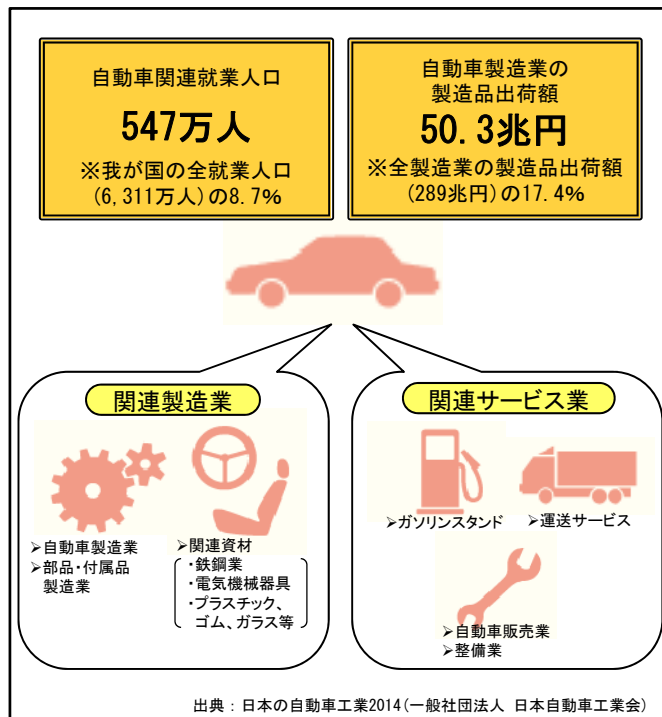 自動車関連就業人口
547万人
※我が国の全就業人口
(6,311万人)の8.7%
自動車製造業の
製造品出荷額
50.3兆円
※全製造業の製造品出荷額
(289兆円)の17.4%
関連製造業
➢自動車製造業
➢部品・付属品
製造業
➢関連資材
・鉄鋼業
・電気機械器具
・プラスチック、
ゴム、ガラス等
関連サービス業
➢ガソリンスタンド
➢運送サービス
➢自動車販売業
➢整備業
出典：日本の自動車工業2014(一般社団法人 日本自動車工業会)